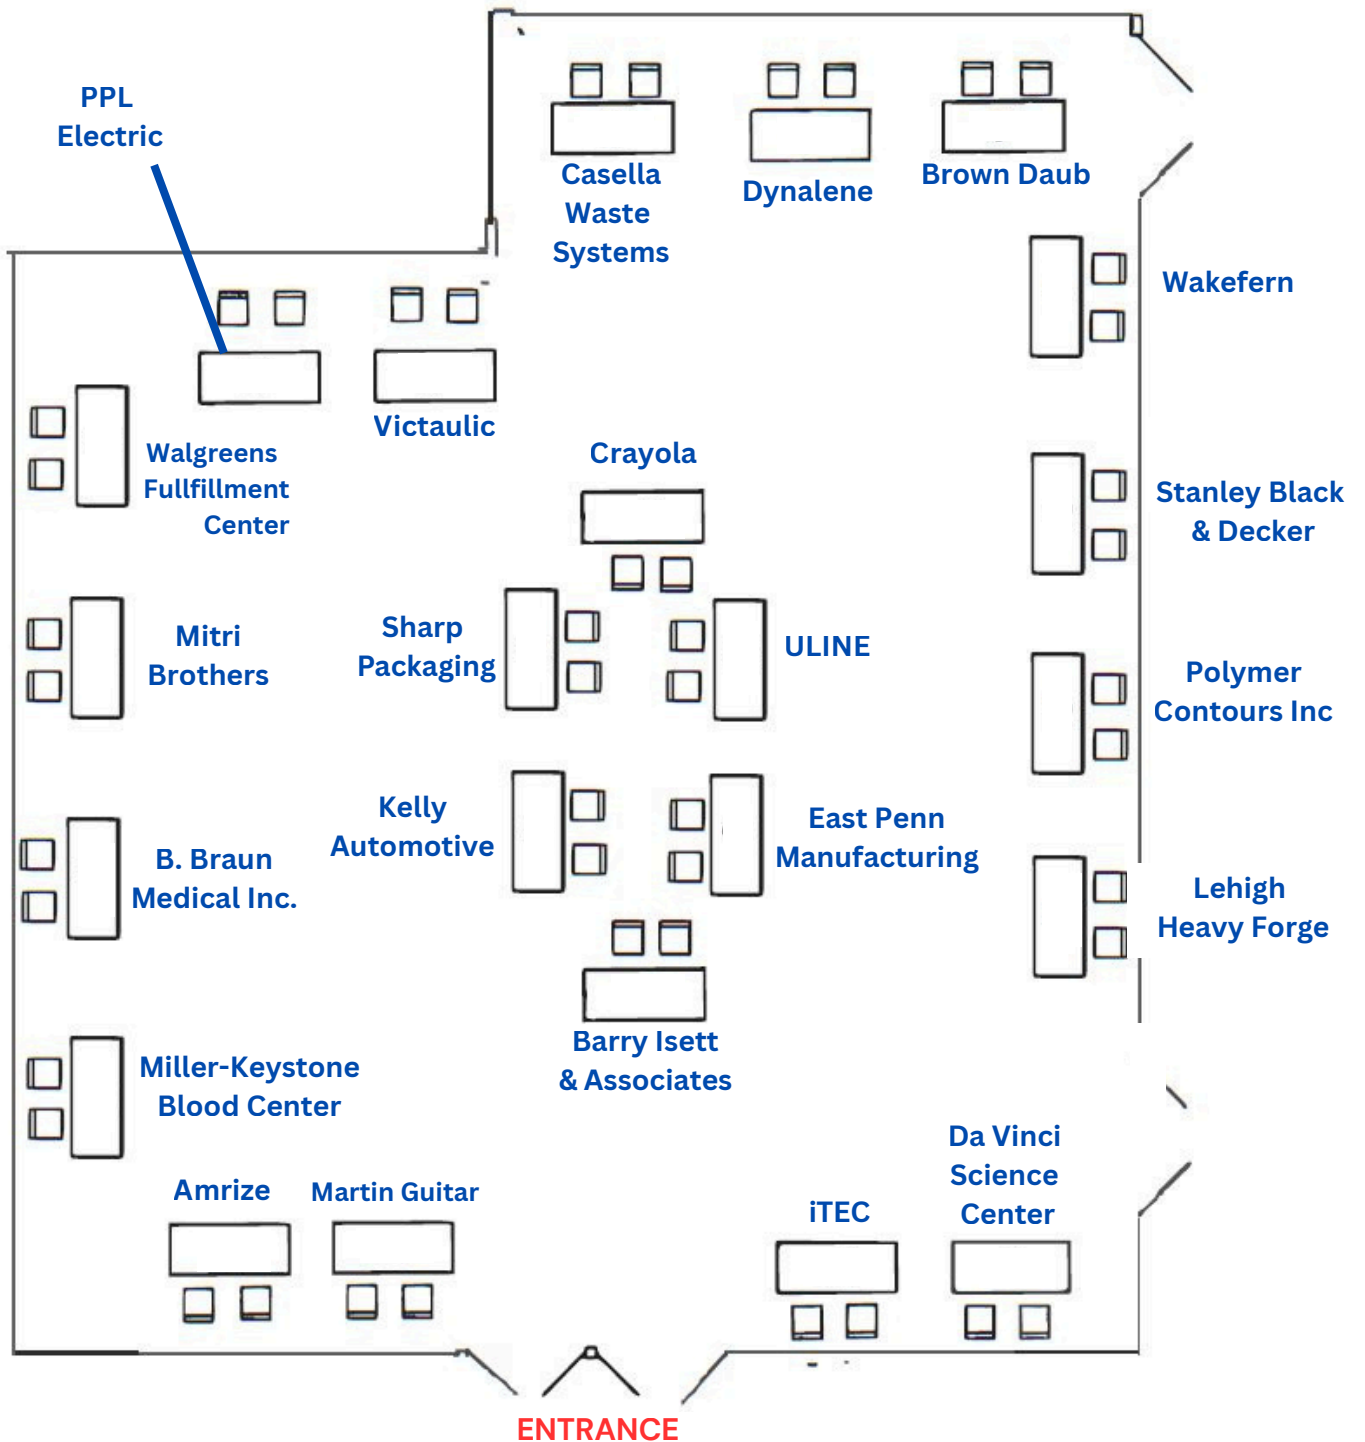 PPL
Electric
Casella
Waste
Systems
Dynalene
Brown Daub
Wakefern
Victaulic
Walgreens
Fullfillment
Center
Crayola
Stanley Black
& Decker
Mitri
Brothers
Sharp
Packaging
ULINE
Polymer
Contours Inc
Kelly
Automotive
East Penn
Manufacturing
B. Braun
Medical Inc.
Lehigh
Heavy Forge
Barry Isett
& Associates
Miller-Keystone
Blood Center
Amrize
Martin Guitar
iTEC
Da Vinci
Science
Center
ENTRANCE